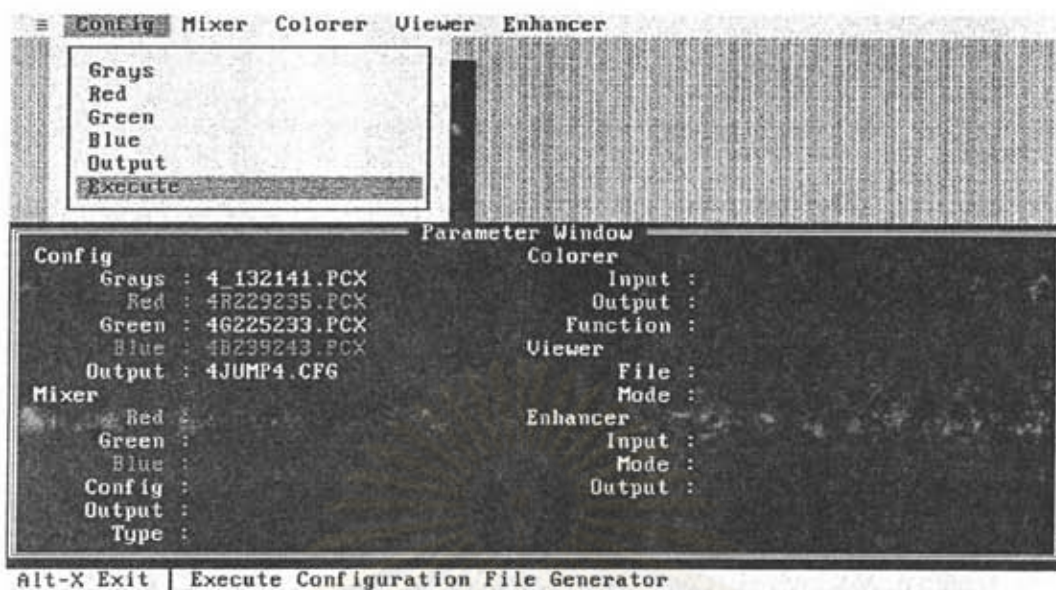 ≡ Config Mixer Colorer Viewer Enhancer
Grays
Red
Green
Blue
Output
Execute
Parameter Window
Config
Grays : 4_132141.PCX
Red : 4R229235.PCX
Green : 4G225233.PCX
Blue : 4B239243.PCX
Output : 4JUMP4.CFG
Mixer
Red :
Green :
Blue :
Config :
Output :
Type :
Colorer
Input :
Output :
Function :
Viewer
File :
Mode :
Enhancer
Input :
Mode :
Output :
Alt-X Exit | Execute Configuration File Generator